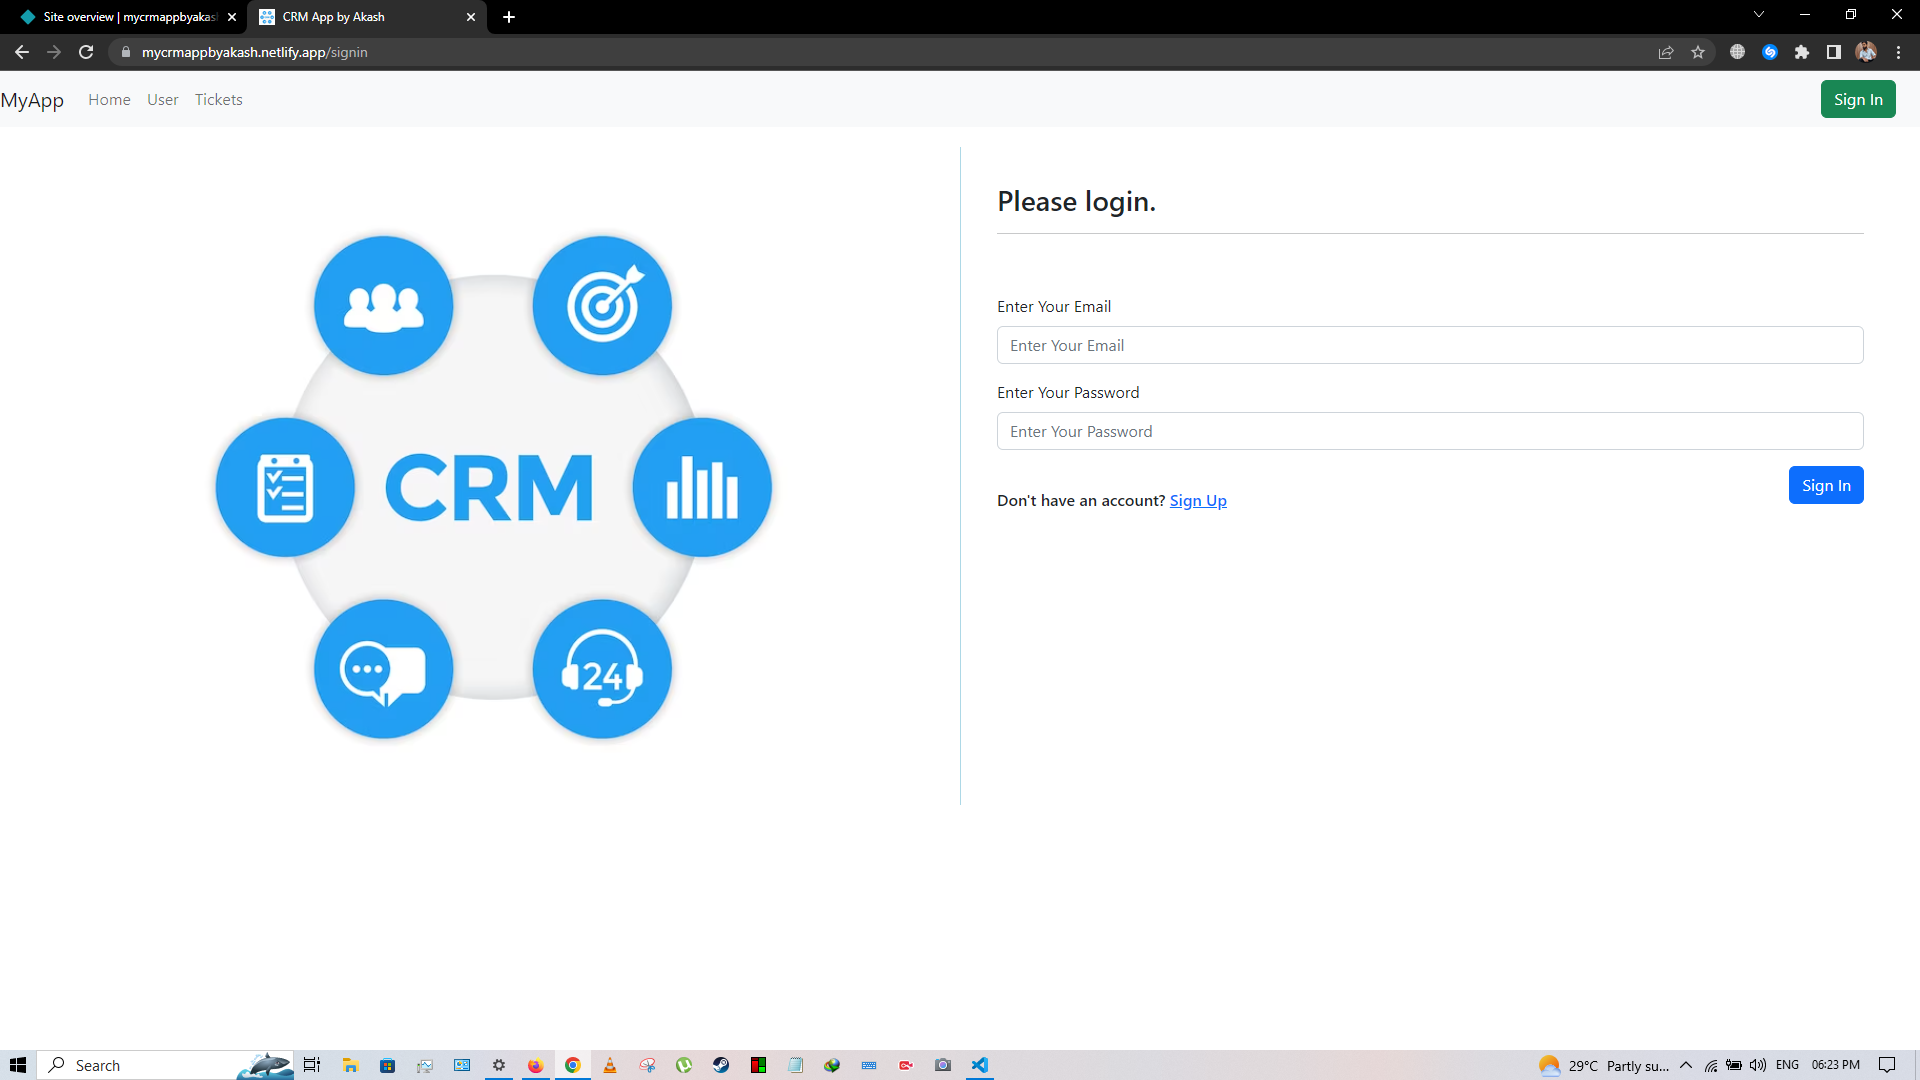 Site overview | mycrmappbyakas
CRM App by Akash
mycrmappbyakash.netlify.app/signin
MyApp Home User Tickets Sign In
Please login.
Enter Your Email
Enter Your Email
Enter Your Password
Enter Your Password
Sign In
Don't have an account? Sign Up
CRM
24
Search
29°C Partly su... ENG 06:23 PM